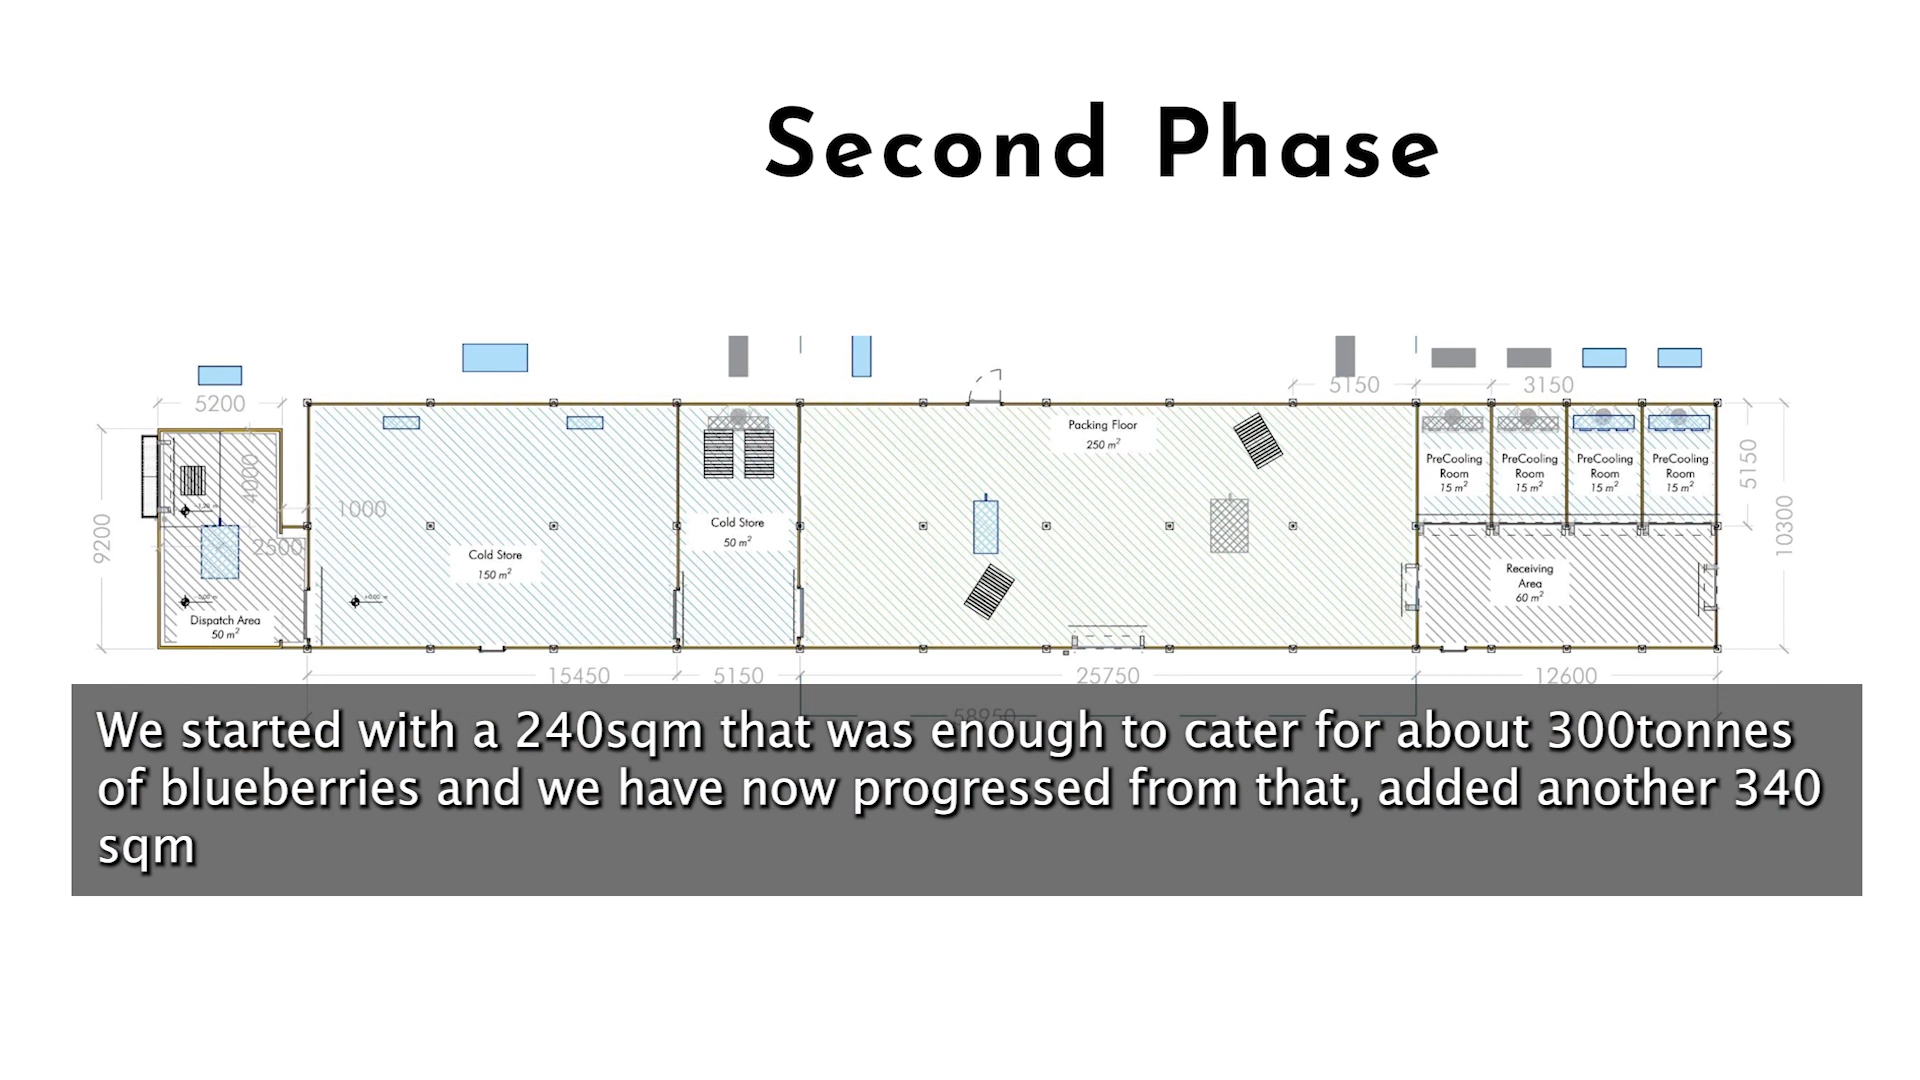 Second Phase
5200
5150
3150
Packing Floor
250 m²
PreCooling
Room
15 m²
PreCooling
Room
15 m²
PreCooling
Room
15 m²
PreCooling
Room
15 m²
4000
5150
1000
9200
2500
10300
Cold Store
50 m²
Cold Store
150 m²
Receiving
Area
60 m²
Dispatch Area
50 m²
15450
5150
25750
12600
58950
We started with a 240sqm that was enough to cater for about 300tonnes
of blueberries and we have now progressed from that, added another 340
sqm